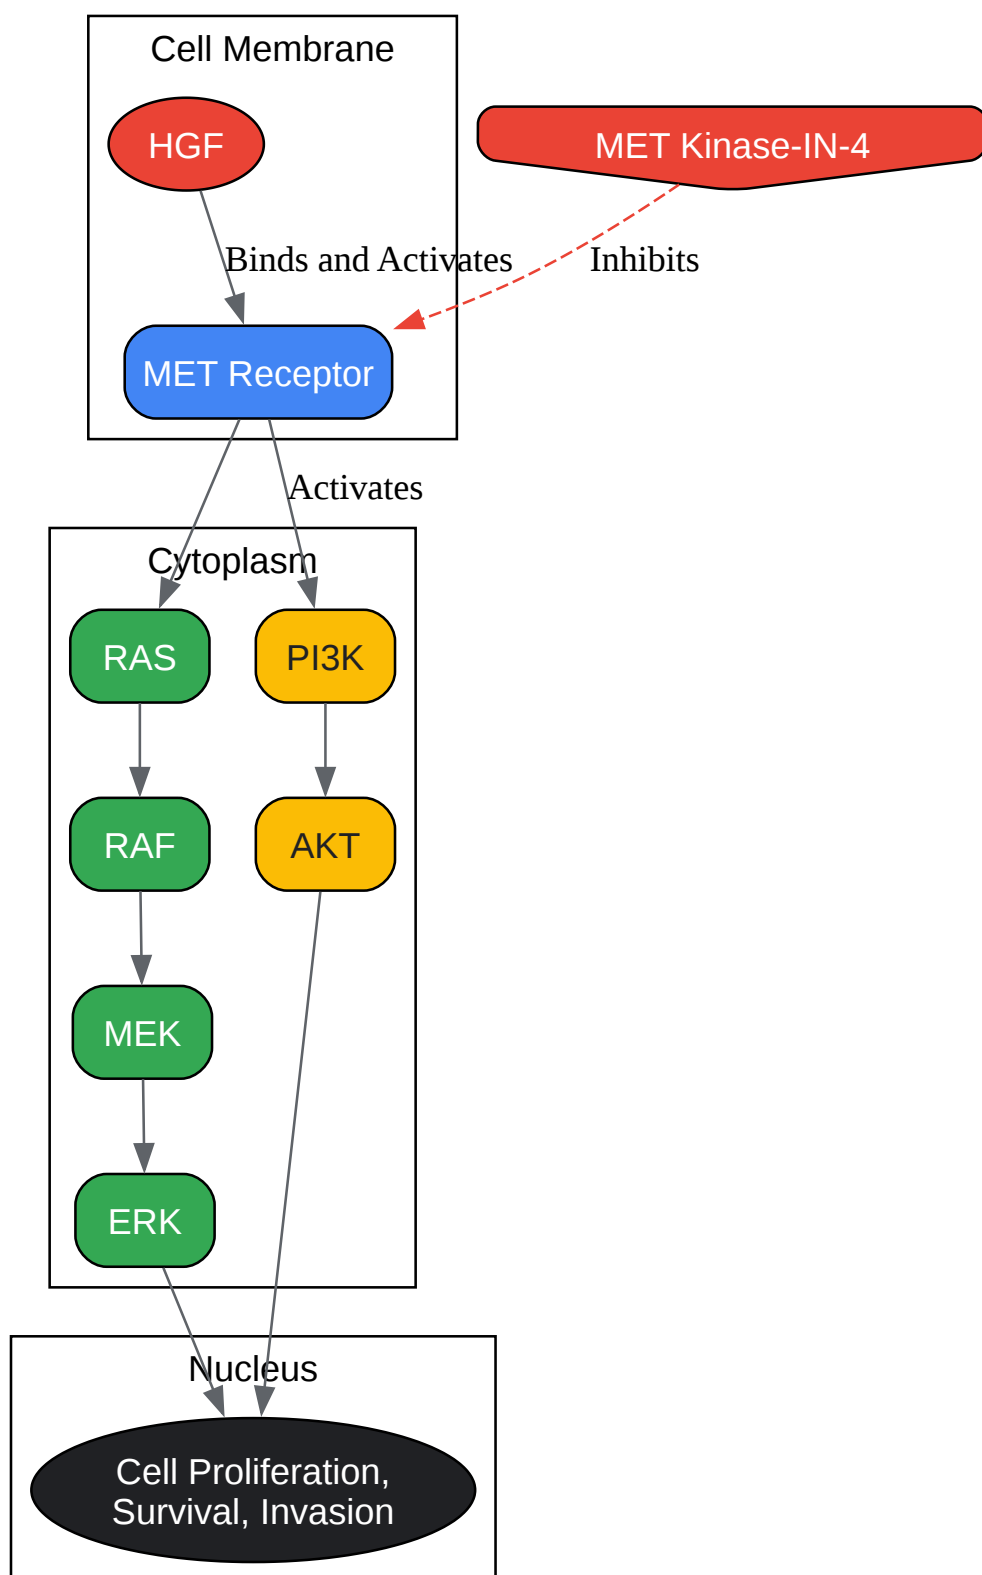 Cell Membrane
HGF
MET Kinase-IN-4
Binds and Activates
Inhibits
MET Receptor
Activates
Cytoplasm
RAS
PI3K
RAF
AKT
MEK
ERK
Nucleus
Cell Proliferation,
Survival, Invasion